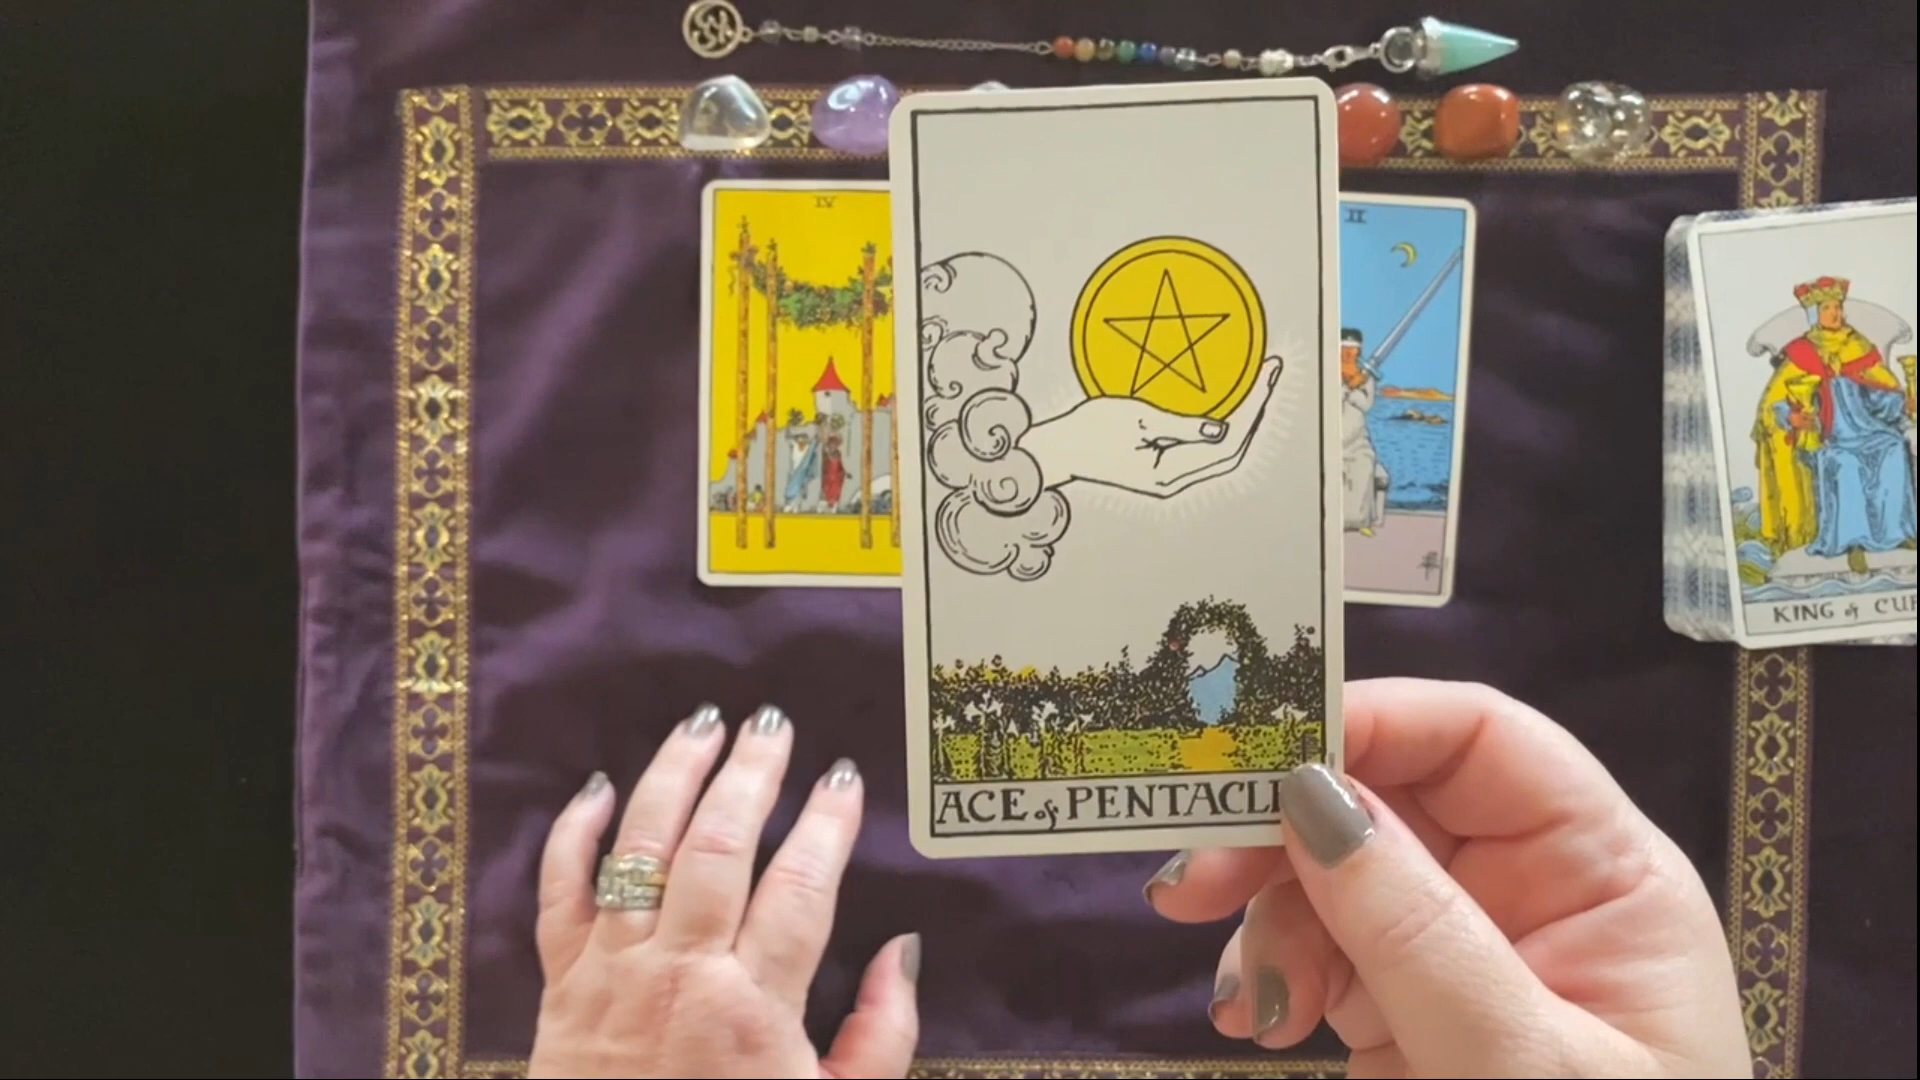 IV
II
KING of CU
ACE of PENTACL